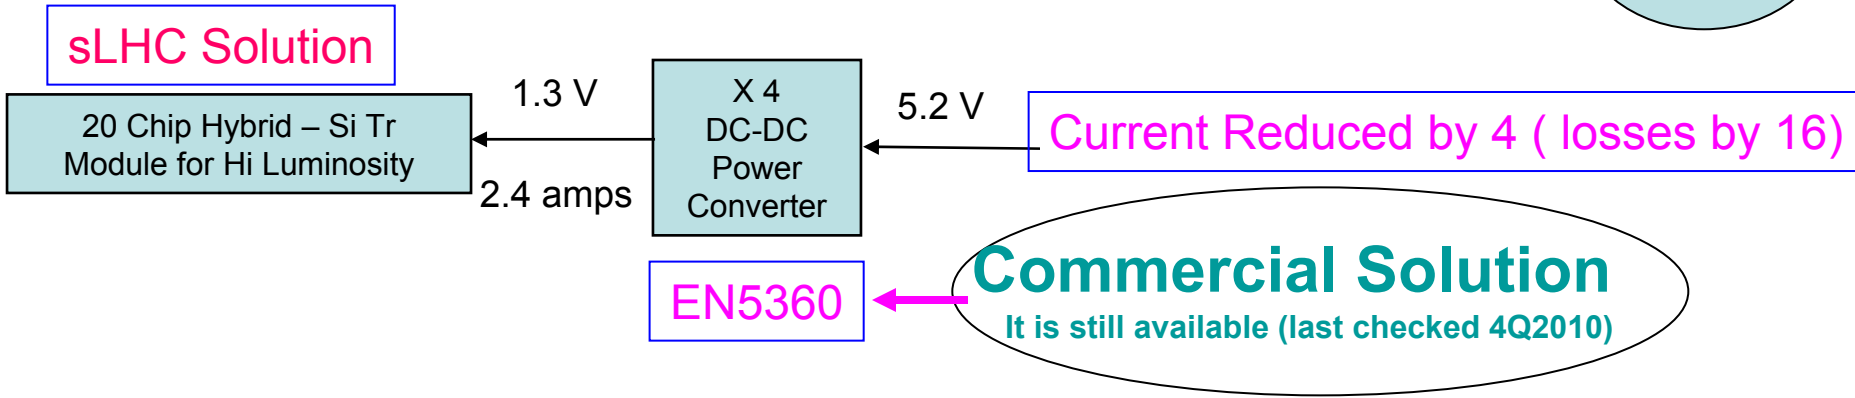 sLHC Solution
20 Chip Hybrid – Si Tr
Module for Hi Luminosity
1.3 V
2.4 amps
X 4
DC-DC
Power
Converter
5.2 V
Current Reduced by 4 ( losses by 16)
EN5360
Commercial Solution
It is still available (last checked 4Q2010)